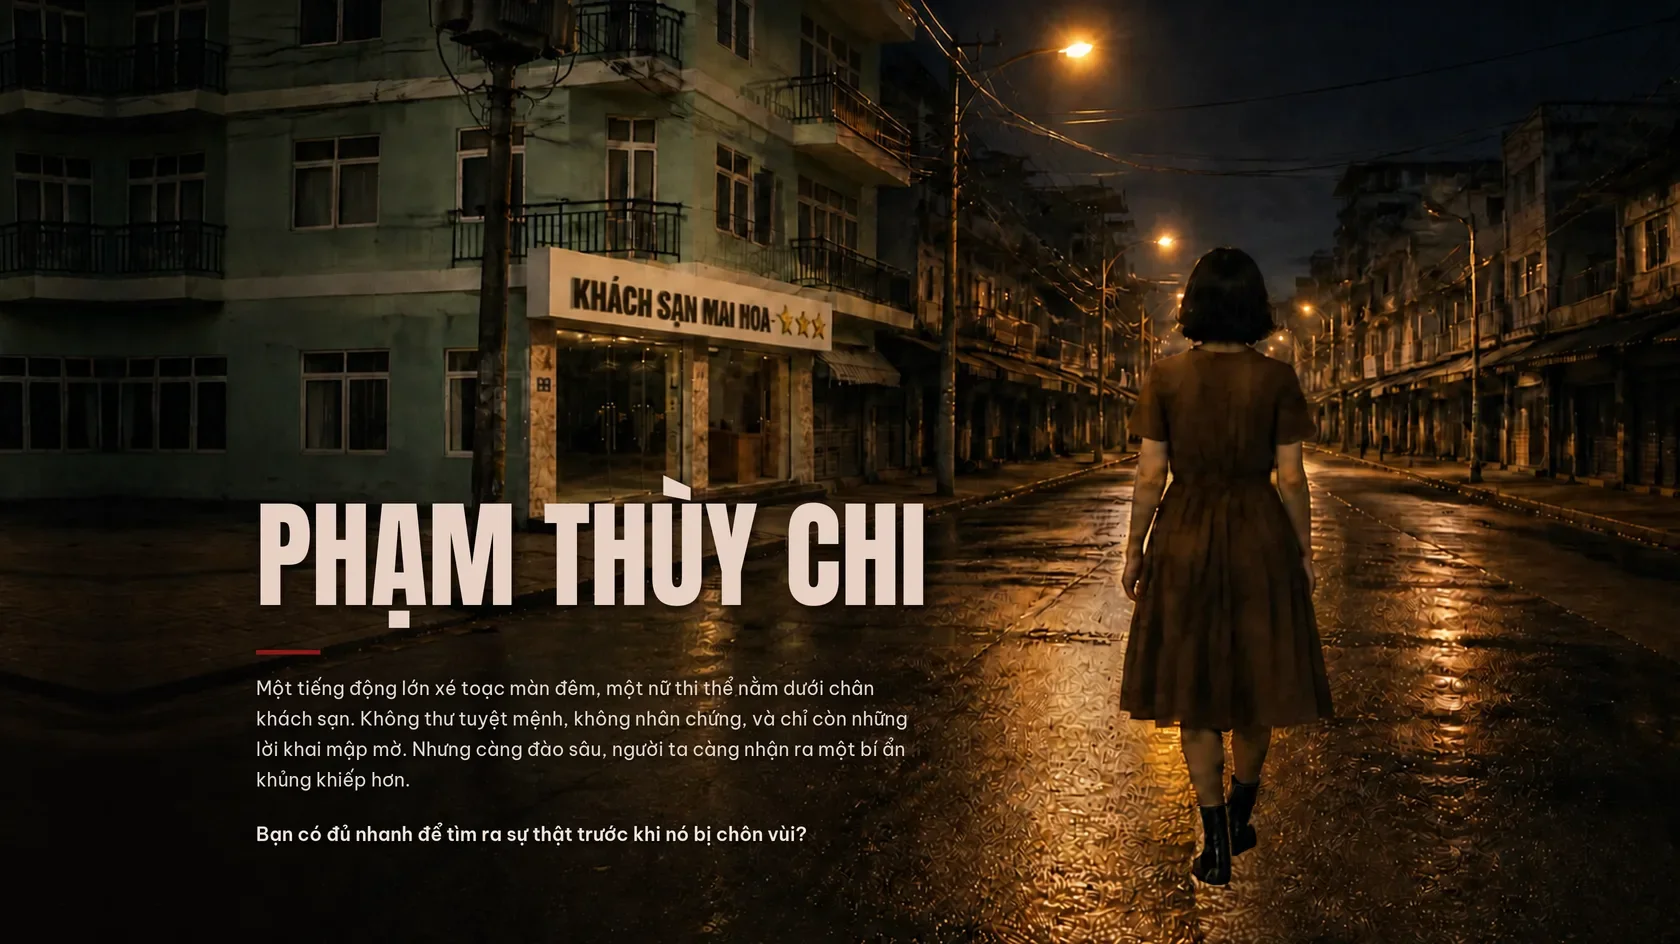 KHÁCH SẠN MAI HOA
PHẠM THÙY CHI
Một tiếng động lớn xé toạc màn đêm, một nữ thi thể nằm dưới chân
khách sạn. Không thư tuyệt mệnh, không nhân chứng, và chỉ còn những
lời khai mập mờ. Nhưng càng đào sâu, người ta càng nhận ra một bí ẩn
khủng khiếp hơn.
Bạn có đủ nhanh để tìm ra sự thật trước khi nó bị chôn vùi?